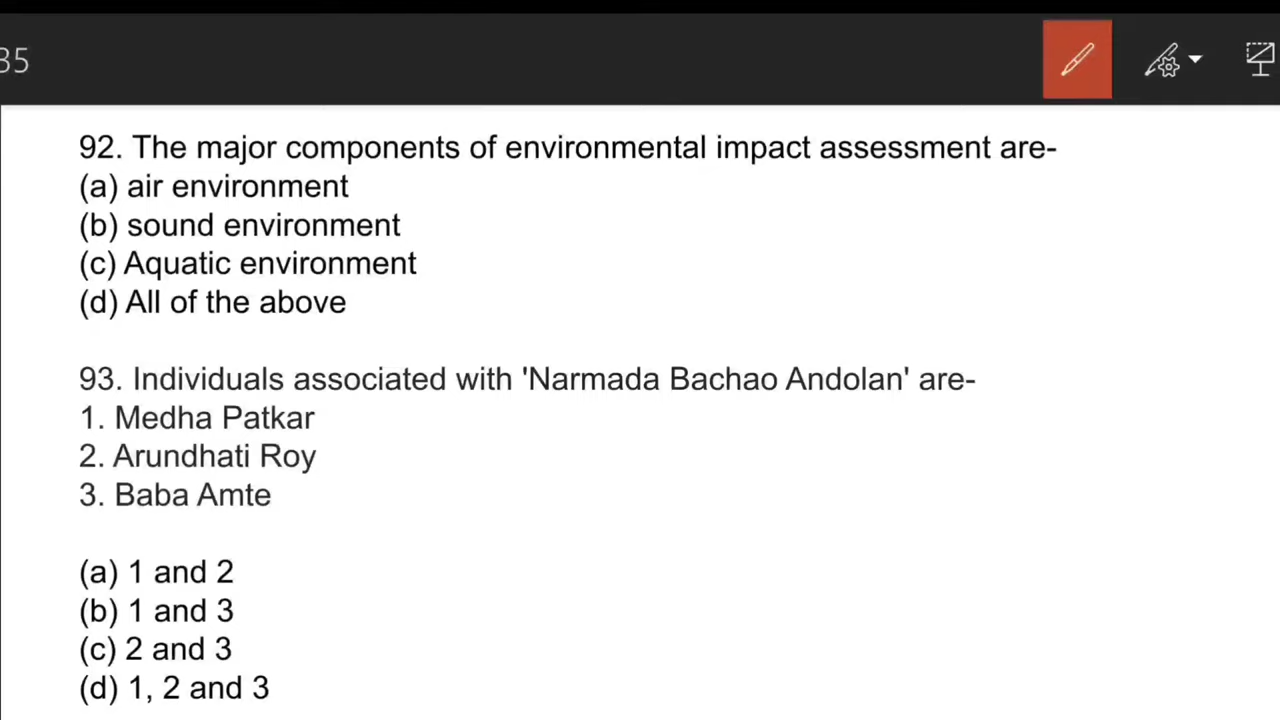 35
92. The major components of environmental impact assessment are-
(a) air environment
(b) sound environment
(c) Aquatic environment
(d) All of the above
93. Individuals associated with 'Narmada Bachao Andolan' are-
1. Medha Patkar
2. Arundhati Roy
3. Baba Amte
(a) 1 and 2
(b) 1 and 3
(c) 2 and 3
(d) 1, 2 and 3